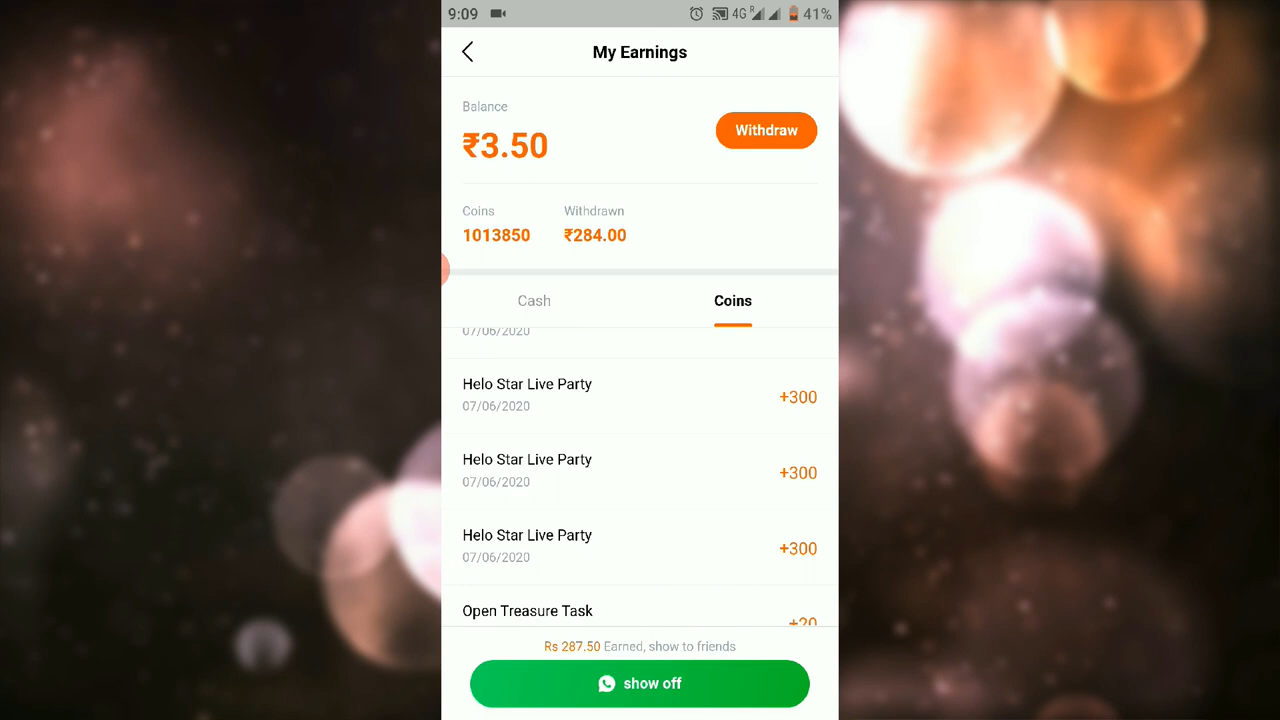 9:09 4G R 41%
My Earnings
Balance
₹3.50
Withdraw
Coins Withdrawn
1013850 ₹284.00
Cash Coins
07/06/2020
Helo Star Live Party
07/06/2020
+300
Helo Star Live Party
07/06/2020
+300
Helo Star Live Party
07/06/2020
+300
Open Treasure Task
+20
Rs 287.50 Earned, show to friends
show off